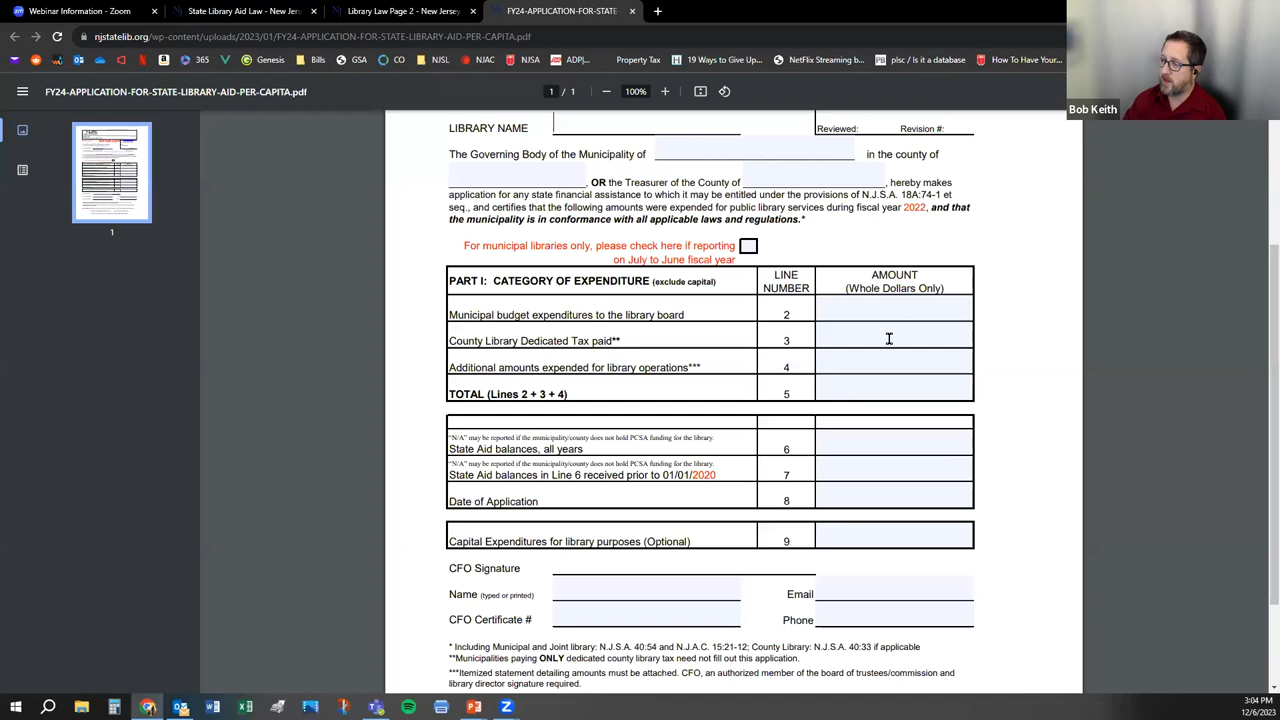 Webinar Information - Zoom
State Library Aid Law - New Jers
Library Law Page 2 - New Jersey
FY24-APPLICATION-FOR-STATE-
njstatelib.org/wp-content/uploads/2023/01/FY24-APPLICATION-FOR-STATE-LIBRARY-AID-PER-CAPITA.pdf
365
Genesis
Bills
GSA
CO
NJSL
NJAC
NJSA
ADP|...
Property Tax
19 Ways to Give Up...
NetFlix Streaming b...
plsc / Is it a database
How To Have Your...
FY24-APPLICATION-FOR-STATE-LIBRARY-AID-PER-CAPITA.pdf
1 / 1
100%
Bob Keith
1
LIBRARY NAME
Reviewed: Revision #:
The Governing Body of the Municipality of in the county of
, OR the Treasurer of the County of , hereby makes
application for any state financial assistance to which it may be entitled under the provisions of N.J.S.A. 18A:74-1 et
seq., and certifies that the following amounts were expended for public library services during fiscal year 2022, and that
the municipality is in conformance with all applicable laws and regulations.*
For municipal libraries only, please check here if reporting
on July to June fiscal year
PART I: CATEGORY OF EXPENDITURE (exclude capital)
LINE
NUMBER
AMOUNT
(Whole Dollars Only)
Municipal budget expenditures to the library board 2
County Library Dedicated Tax paid** 3
Additional amounts expended for library operations*** 4
TOTAL (Lines 2 + 3 + 4) 5
"N/A" may be reported if the municipality/county does not hold PCSA funding for the library.
State Aid balances, all years 6
"N/A" may be reported if the municipality/county does not hold PCSA funding for the library.
State Aid balances in Line 6 received prior to 01/01/2020 7
Date of Application 8
Capital Expenditures for library purposes (Optional) 9
CFO Signature
Name (typed or printed) Email
CFO Certificate # Phone
* Including Municipal and Joint library: N.J.S.A. 40:54 and N.J.A.C. 15:21-12; County Library: N.J.S.A. 40:33 if applicable
**Municipalities paying ONLY dedicated county library tax need not fill out this application.
***Itemized statement detailing amounts must be attached. CFO, an authorized member of the board of trustees/commission and
library director signature required.
3:04 PM
12/6/2023